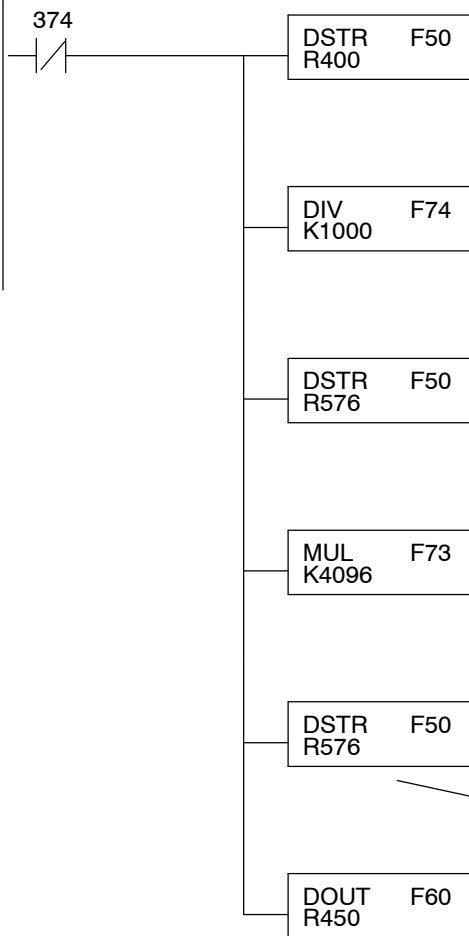 374
DSTR F50
R400
DIV F74
K1000
DSTR F50
R576
MUL F73
K4096
DSTR F50
R576
DOUT F60
R450